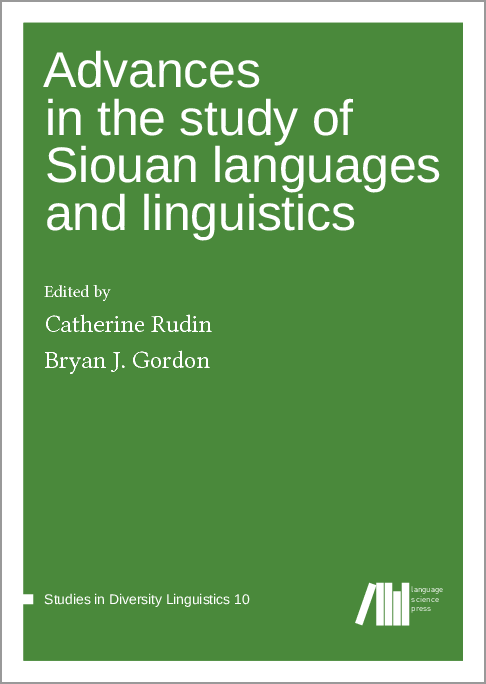 Advances
in the study of
Siouan languages
and linguistics
Edited by
Catherine Rudin
Bryan J. Gordon
Studies in Diversity Linguistics 10
language
science
press